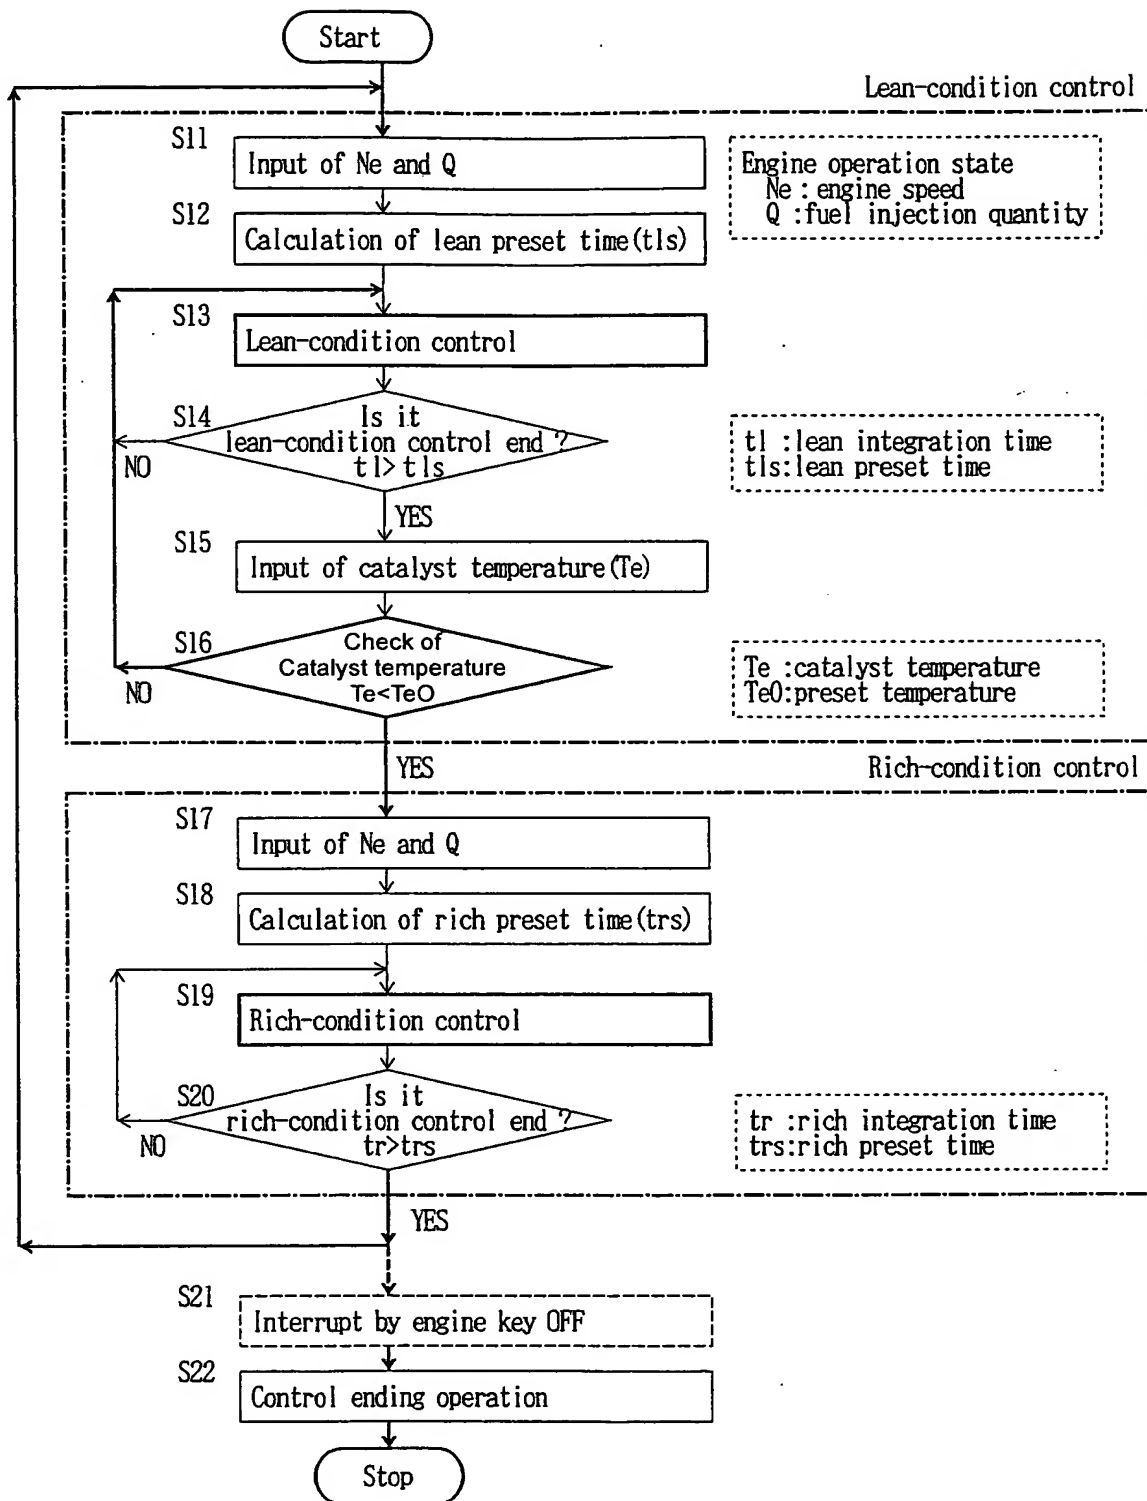 Start
Lean-condition control
S11
Input of Ne and Q
Engine operation state
Ne : engine speed
Q : fuel injection quantity
S12
Calculation of lean preset time(tls)
S13
Lean-condition control
S14
Is it
lean-condition control end ?
tl>tls
NO
YES
tl :lean integration time
tls:lean preset time
S15
Input of catalyst temperature(Te)
S16
Check of
Catalyst temperature
Te<TeO
NO
YES
Te :catalyst temperature
Te0:preset temperature
Rich-condition control
S17
Input of Ne and Q
S18
Calculation of rich preset time(trs)
S19
Rich-condition control
S20
Is it
rich-condition control end ?
tr>trs
NO
YES
tr :rich integration time
trs:rich preset time
S21
Interrupt by engine key OFF
S22
Control ending operation
Stop